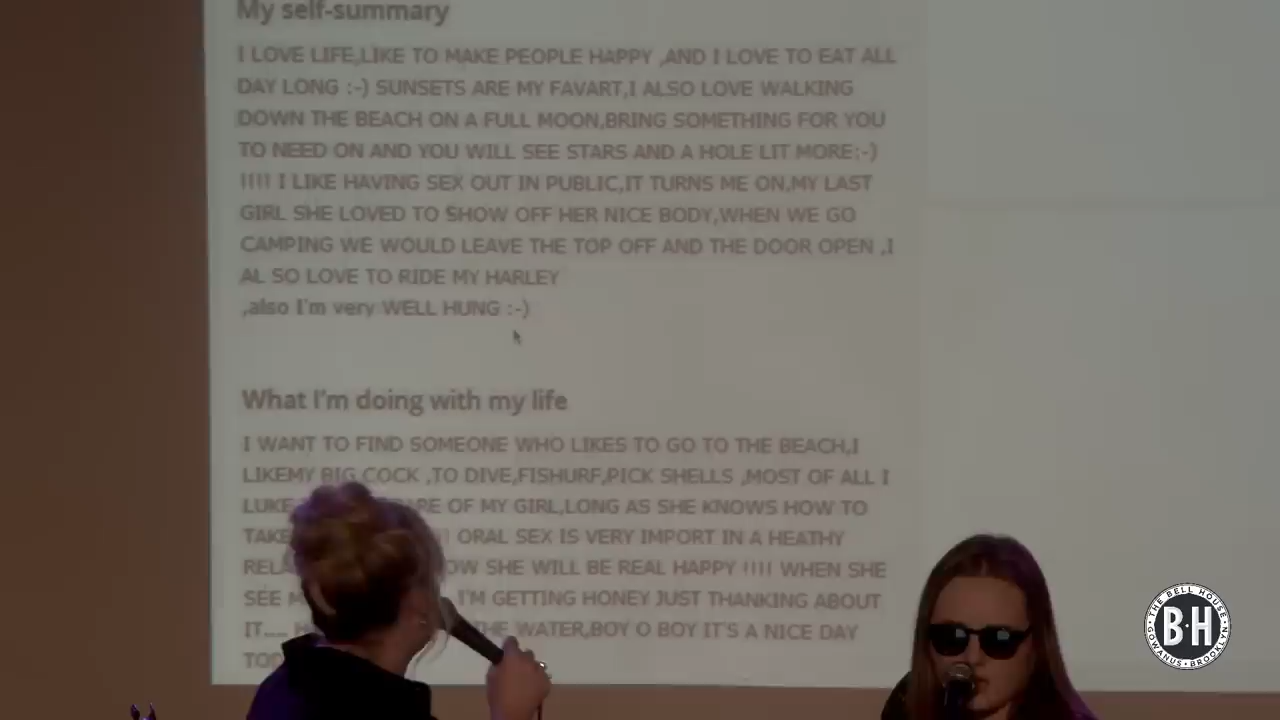 My self-summary
I LOVE LIFE,LIKE TO MAKE PEOPLE HAPPY ,AND I LOVE TO EAT ALL
DAY LONG :-) SUNSETS ARE MY FAVART,I ALSO LOVE WALKING
DOWN THE BEACH ON A FULL MOON,BRING SOMETHING FOR YOU
TO NEED ON AND YOU WILL SEE STARS AND A HOLE LIT MORE;-)
!!!! I LIKE HAVING SEX OUT IN PUBLIC,IT TURNS ME ON,MY LAST
GIRL SHE LOVED TO SHOW OFF HER NICE BODY,WHEN WE GO
CAMPING WE WOULD LEAVE THE TOP OFF AND THE DOOR OPEN ,I
AL SO LOVE TO RIDE MY HARLEY
,also I'm very WELL HUNG :-)
What I'm doing with my life
I WANT TO FIND SOMEONE WHO LIKES TO GO TO THE BEACH,I
LIKEMY BIG COCK ,TO DIVE,FISHURF,PICK SHELLS ,MOST OF ALL I
LUKE OF MY GIRL,LONG AS SHE KNOWS HOW TO
TAKE ORAL SEX IS VERY IMPORT IN A HEATHY
SHE WILL BE REAL HAPPY !!!! WHEN SHE
SEE I'M GETTING HONEY JUST THANKING ABOUT
IT.... THE WATER,BOY O BOY IT'S A NICE DAY
THE BELL HOUSE
B·H
GOWANUS · BROOKLYN, NY